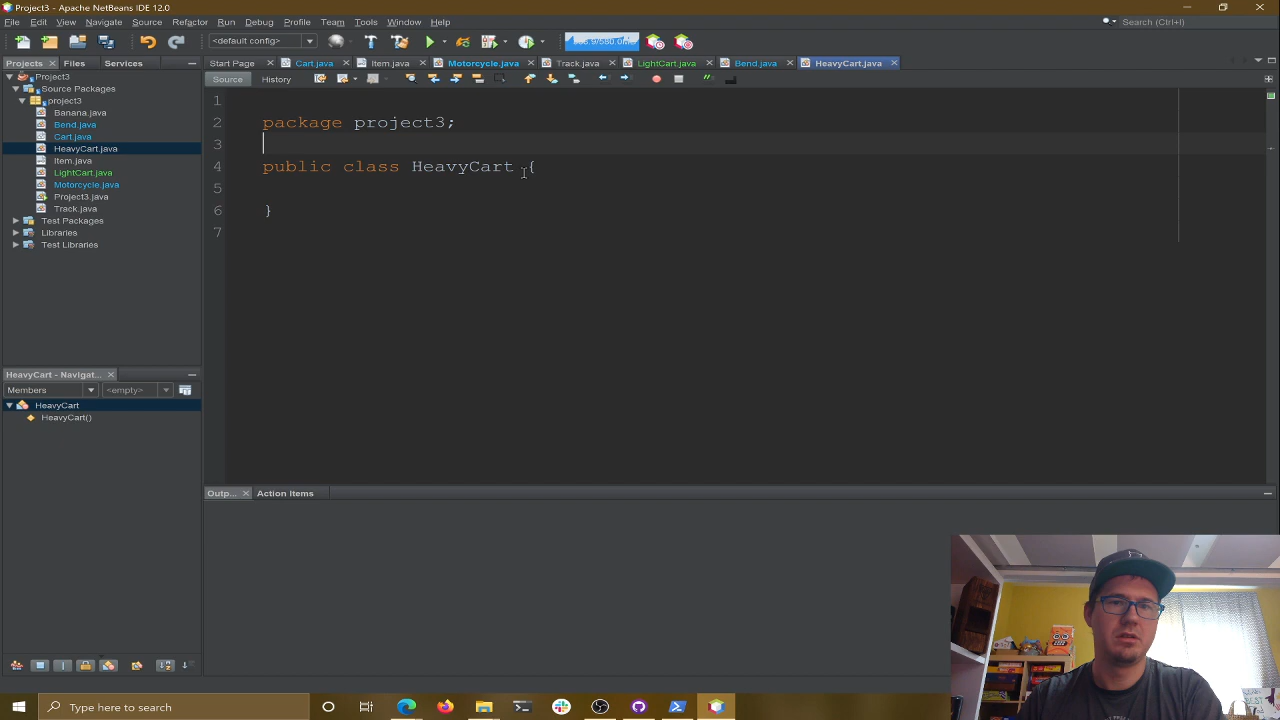 Project3 - Apache NetBeans IDE 12.0
File Edit View Navigate Source Refactor Run Debug Profile Team Tools Window Help
Search (Ctrl+I)
<default config>
Projects Files Services
Start Page Cart.java Item.java Motorcycle.java Track.java LightCart.java Bend.java HeavyCart.java
Source History
Project3
Source Packages
project3
Banana.java
Bend.java
Cart.java
HeavyCart.java
Item.java
LightCart.java
Motorcycle.java
Project3.java
Track.java
Test Packages
Libraries
Test Libraries
1
2 package project3;
3
4 public class HeavyCart {
5
6 }
7
HeavyCart - Navigat...
Members <empty>
HeavyCart
HeavyCart()
Outp... Action Items
Type here to search